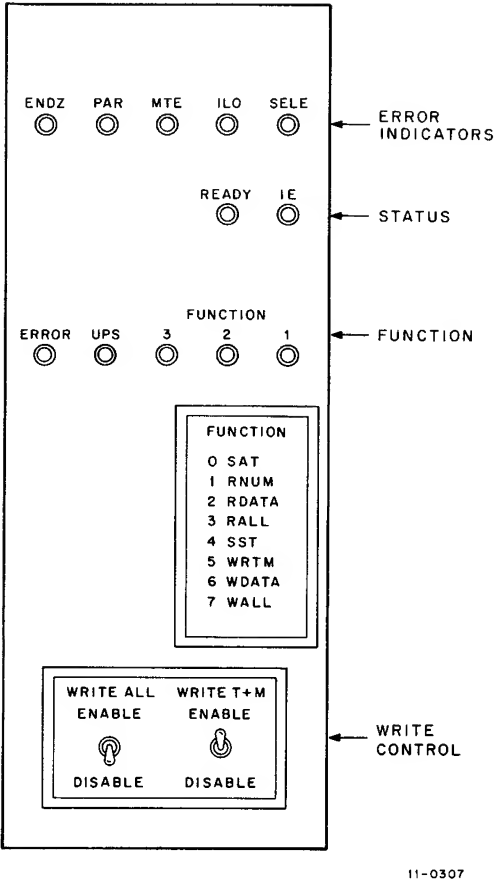 ENDZ PAR MTE ILO SELE
ERROR
INDICATORS
READY IE
STATUS
FUNCTION
ERROR UPS 3 2 1
FUNCTION
FUNCTION
0 SAT
1 RNUM
2 RDATA
3 RALL
4 SST
5 WRTM
6 WDATA
7 WALL
WRITE ALL WRITE T+M
ENABLE ENABLE
DISABLE DISABLE
WRITE
CONTROL
11-0307